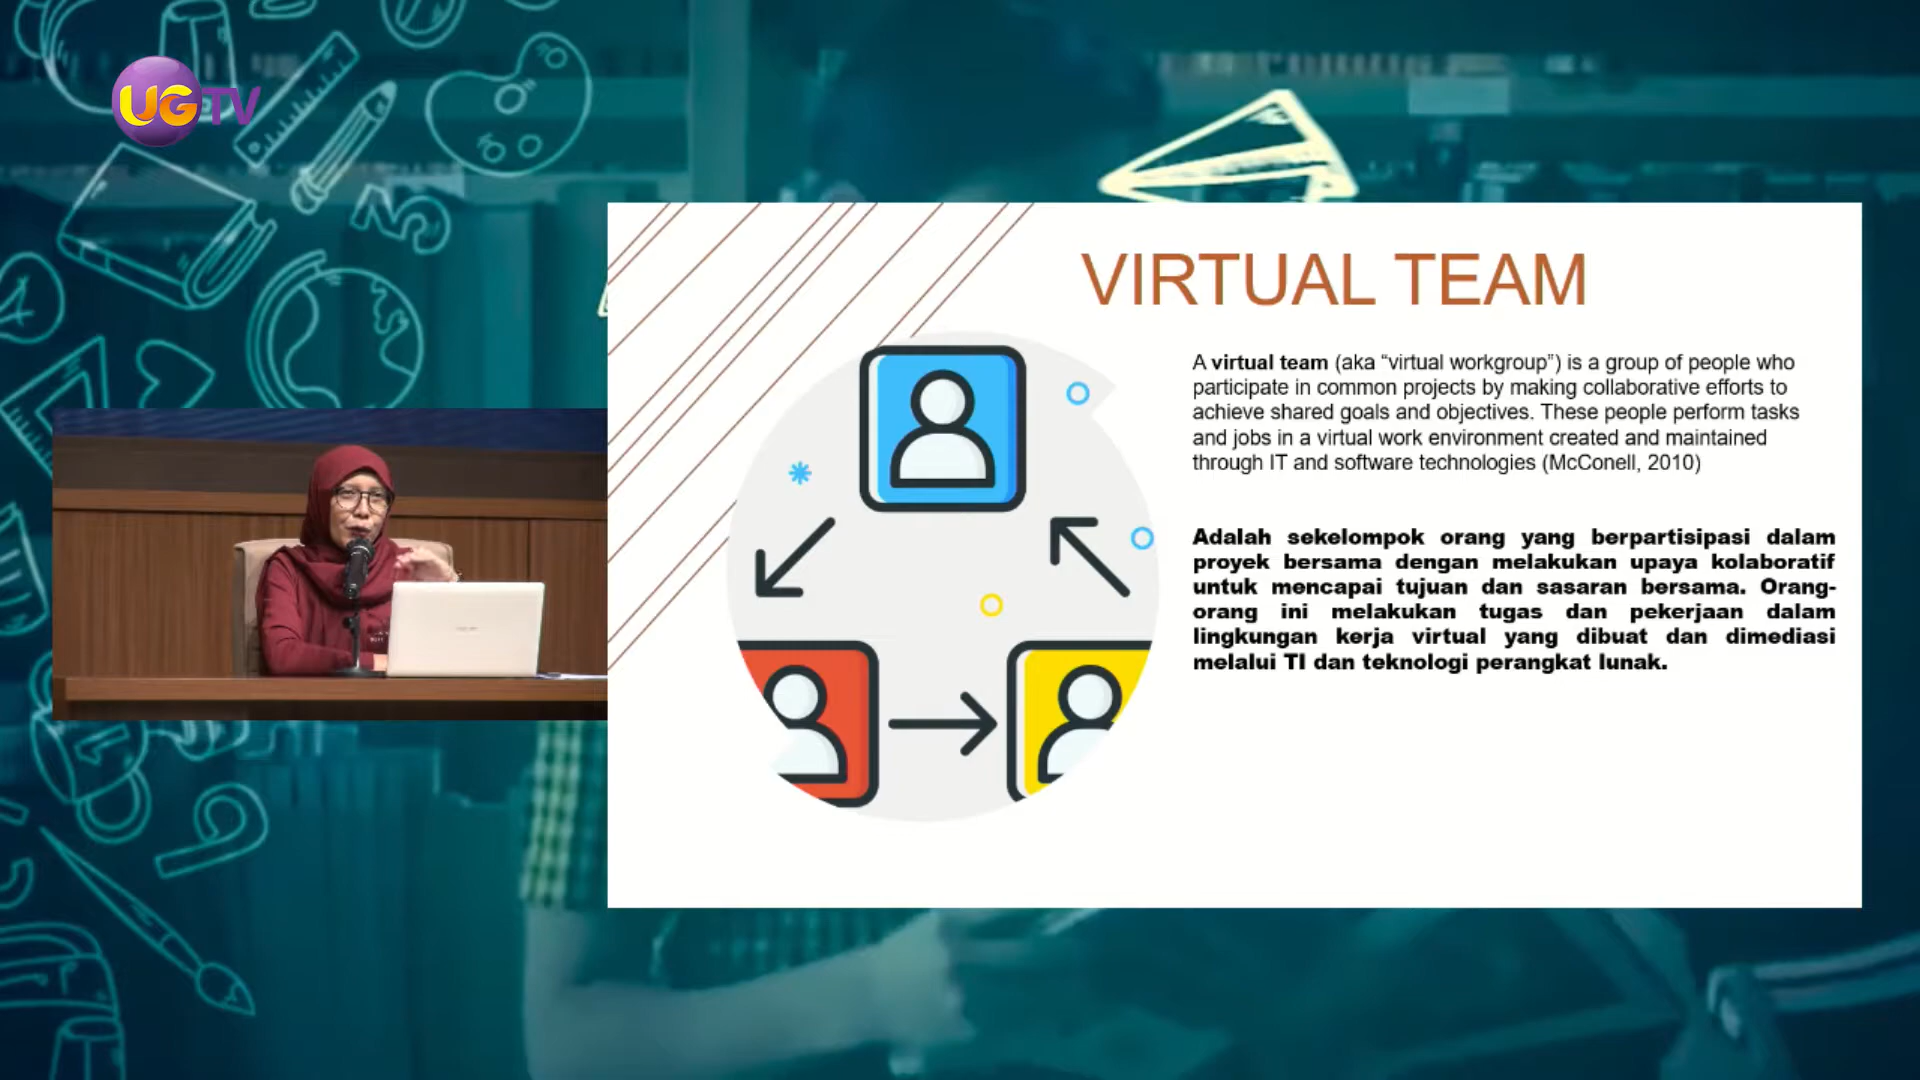 UGTV
VIRTUAL TEAM
A virtual team (aka “virtual workgroup”) is a group of people who
participate in common projects by making collaborative efforts to
achieve shared goals and objectives. These people perform tasks
and jobs in a virtual work environment created and maintained
through IT and software technologies (McConell, 2010)
Adalah sekelompok orang yang berpartisipasi dalam
proyek bersama dengan melakukan upaya kolaboratif
untuk mencapai tujuan dan sasaran bersama. Orang-
orang ini melakukan tugas dan pekerjaan dalam
lingkungan kerja virtual yang dibuat dan dimediasi
melalui TI dan teknologi perangkat lunak.